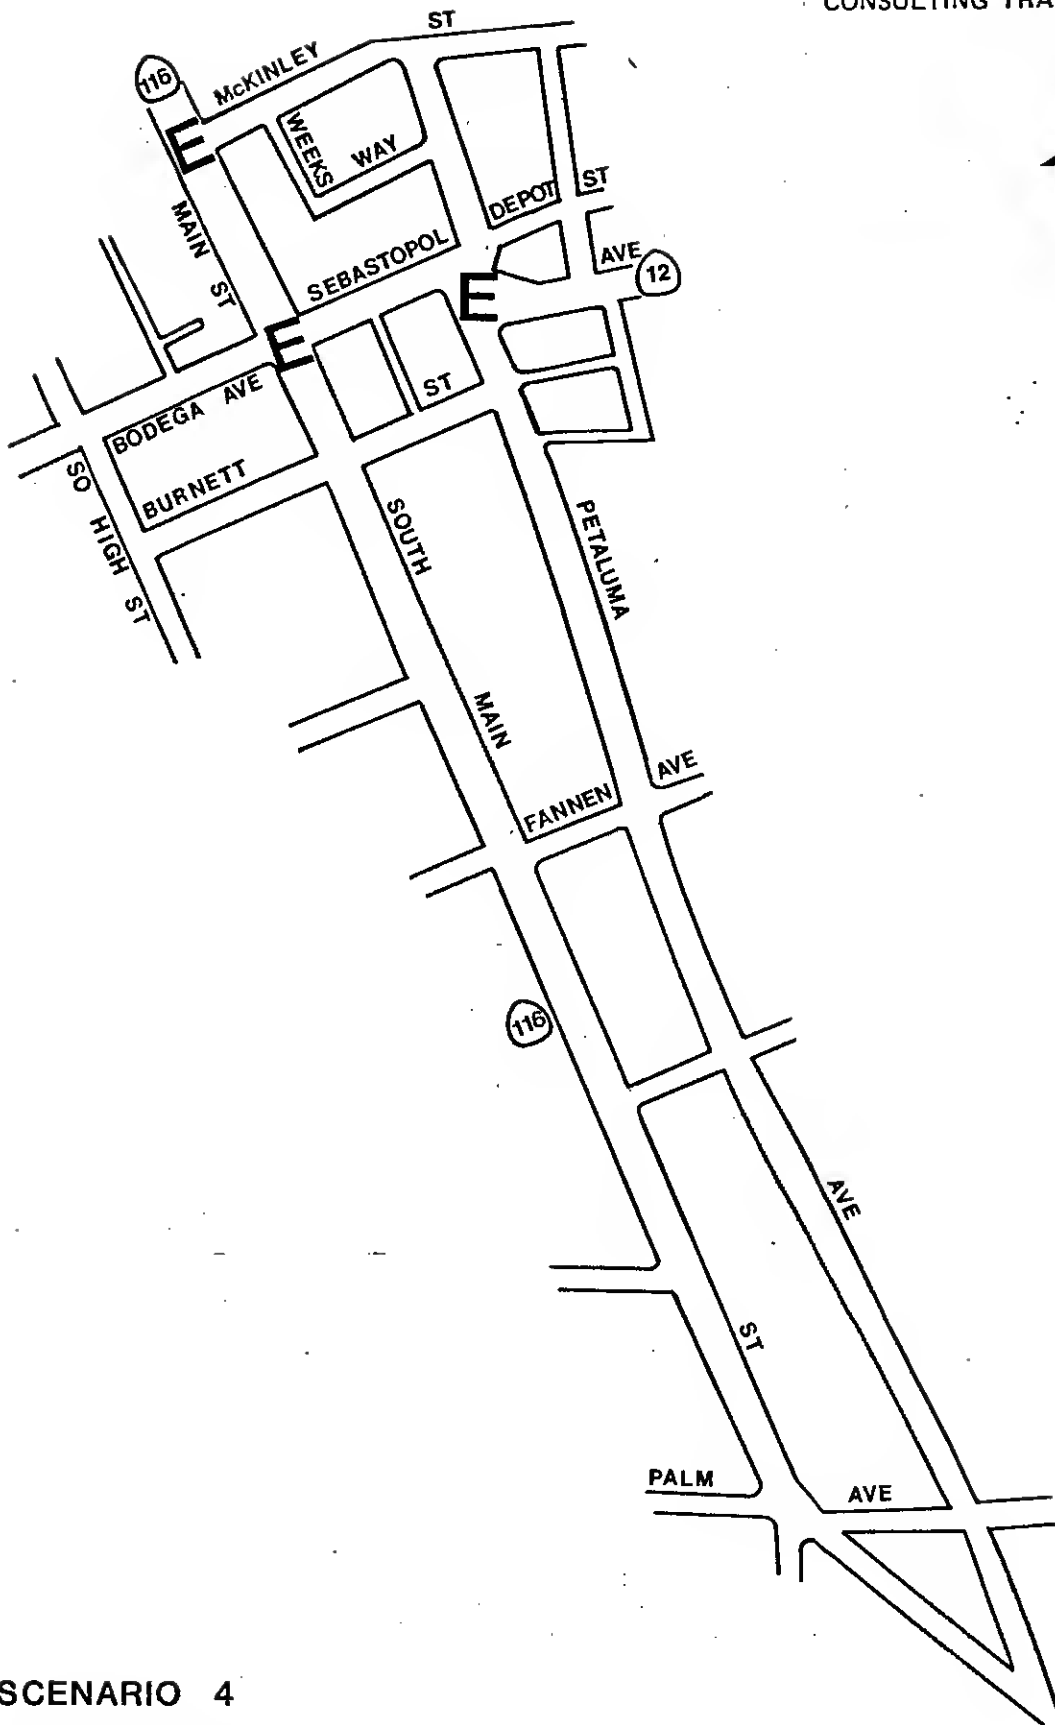 CONSULTING
ST
McKINLEY
116
WEEKS
WAY
E
MAIN
ST
DEPOT
ST
SEBASTOPOL
AVE
12
E
E
ST
BODEGA AVE
BURNETT
SO
HIGH
ST
SOUTH
PETALUMA
MAIN
AVE
FANNEN
116
AVE
ST
PALM
AVE
SCENARIO 4